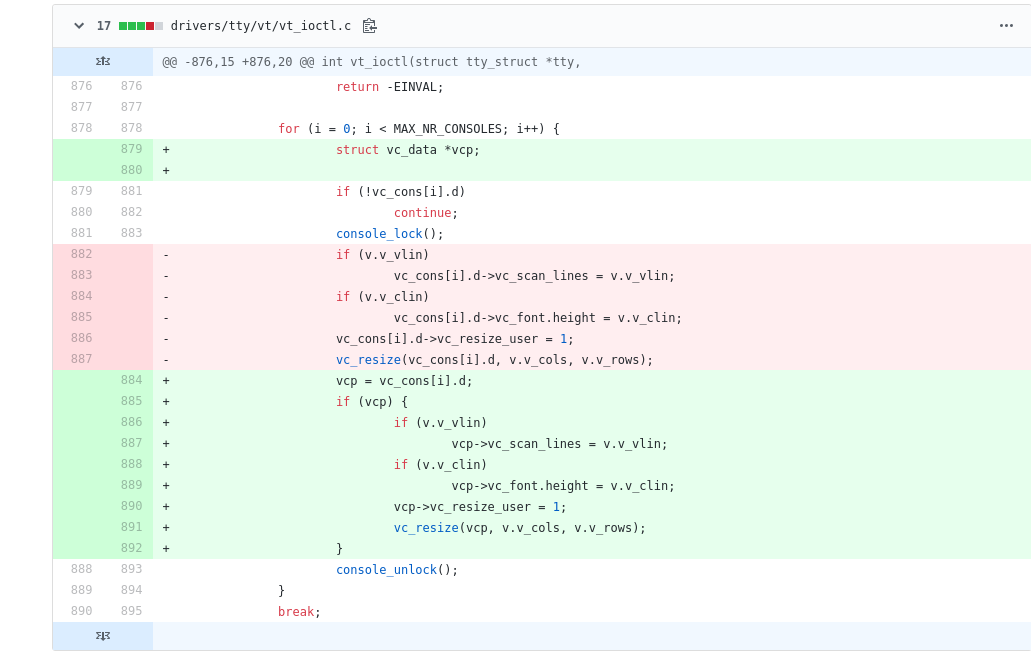 17 drivers/tty/vt/vt_ioctl.c
@@ -876,15 +876,20 @@ int vt_ioctl(struct tty_struct *tty,
876 876 return -EINVAL;
877 877
878 878 for (i = 0; i < MAX_NR_CONSOLES; i++) {
879 + struct vc_data *vcp;
880 +
879 881 if (!vc_cons[i].d)
880 882 continue;
881 883 console_lock();
882 - if (v.v_vlin)
883 - vc_cons[i].d->vc_scan_lines = v.v_vlin;
884 - if (v.v_clin)
885 - vc_cons[i].d->vc_font.height = v.v_clin;
886 - vc_cons[i].d->vc_resize_user = 1;
887 - vc_resize(vc_cons[i].d, v.v_cols, v.v_rows);
884 + vcp = vc_cons[i].d;
885 + if (vcp) {
886 + if (v.v_vlin)
887 + vcp->vc_scan_lines = v.v_vlin;
888 + if (v.v_clin)
889 + vcp->vc_font.height = v.v_clin;
890 + vcp->vc_resize_user = 1;
891 + vc_resize(vcp, v.v_cols, v.v_rows);
892 + }
888 893 console_unlock();
889 894 }
890 895 break;